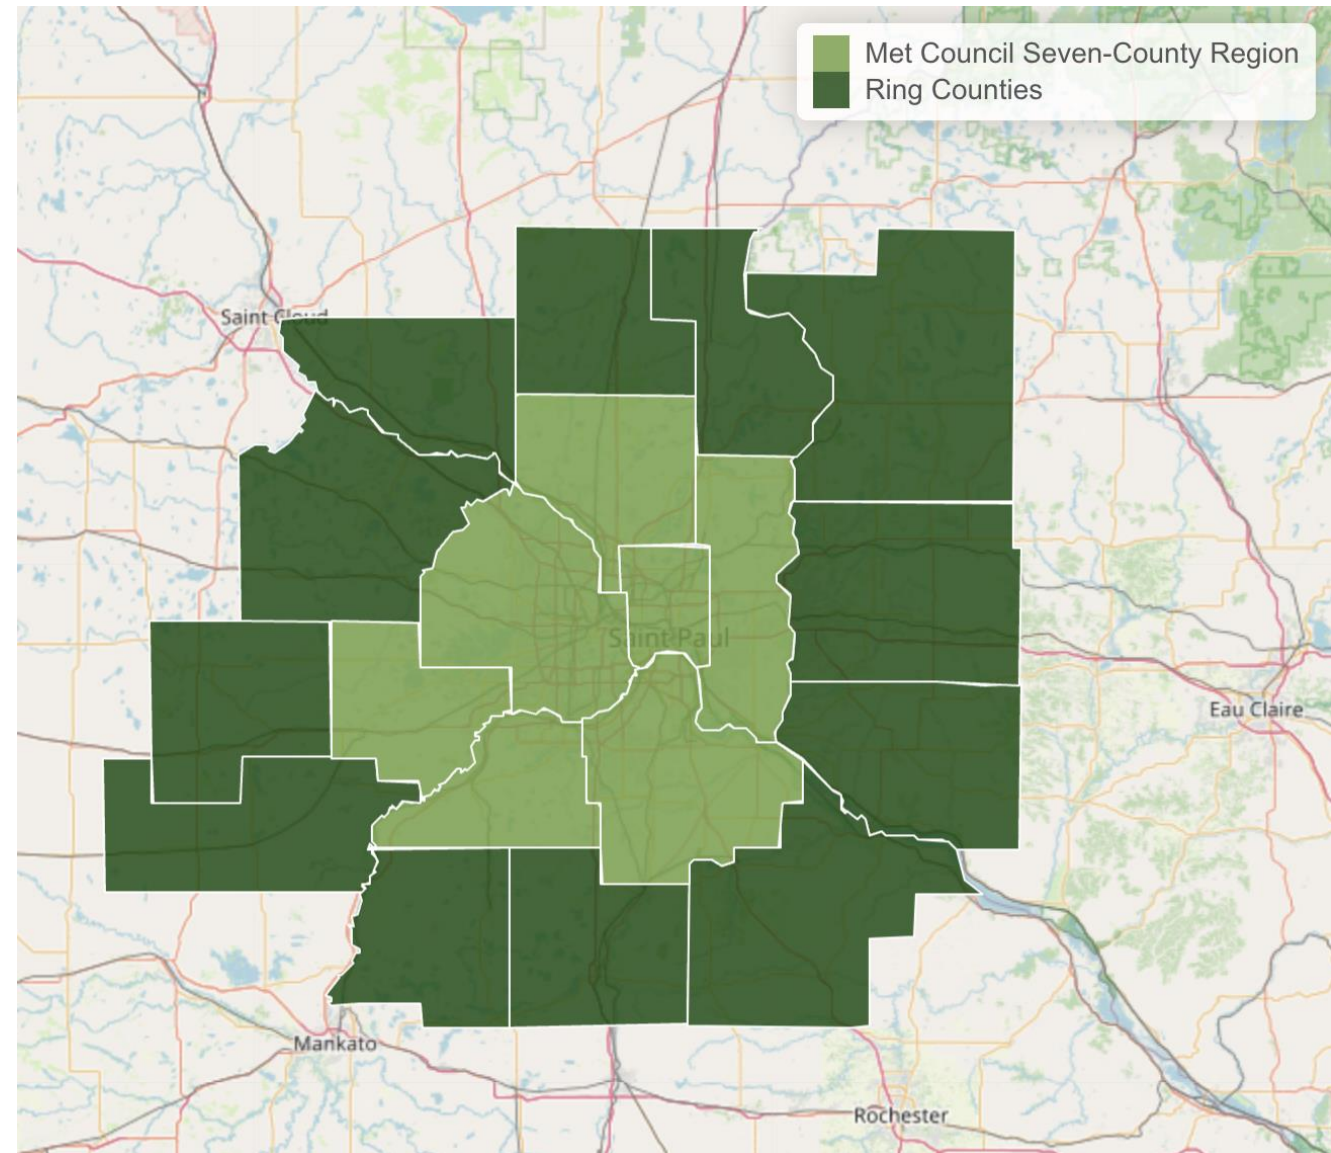 Met Council Seven-County Region
Ring Counties
Saint Cloud
Saint Paul
Eau Claire
Mankato
Rochester